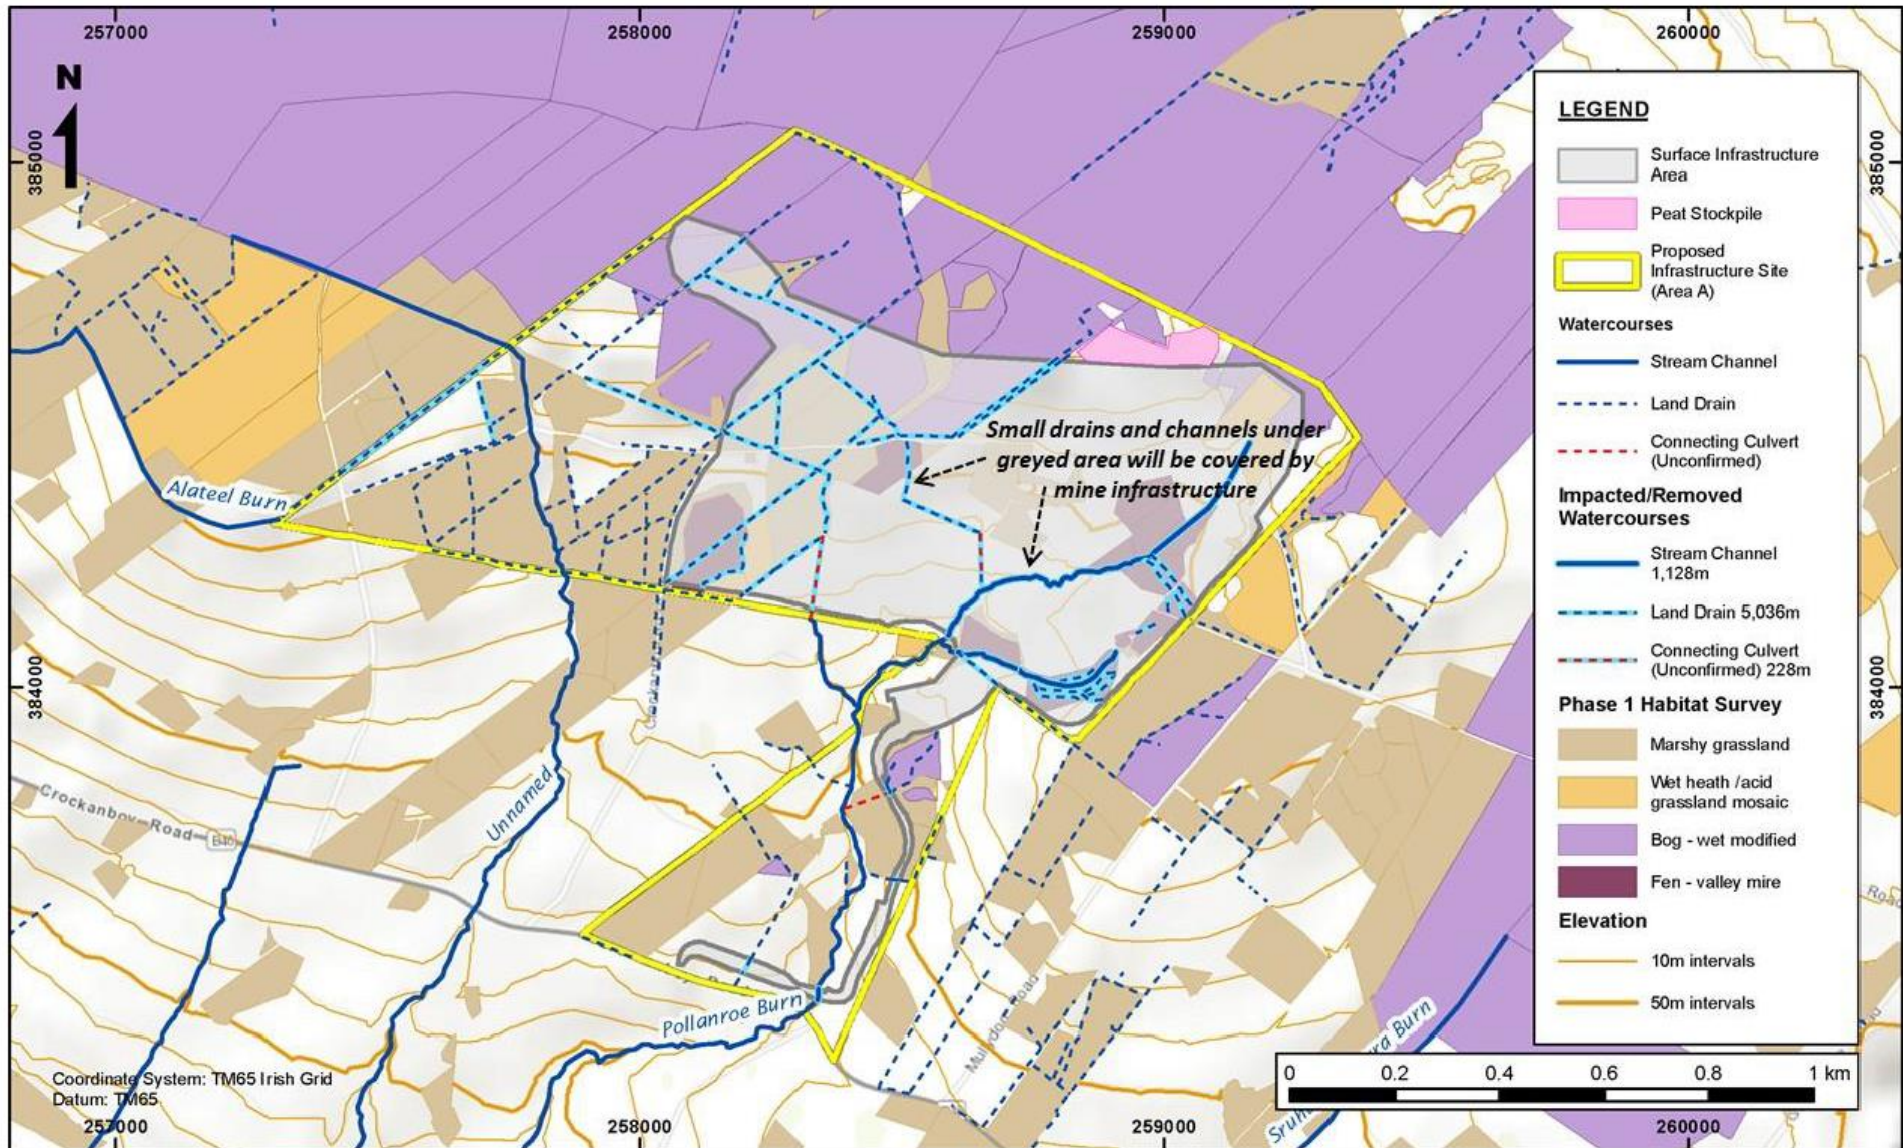 257000
258000
259000
260000
N
385000
385000
384000
384000
LEGEND
Surface Infrastructure
Area
Peat Stockpile
Proposed
Infrastructure Site
(Area A)
Watercourses
Stream Channel
Land Drain
Connecting Culvert
(Unconfirmed)
Impacted/Removed
Watercourses
Stream Channel
1,128m
Land Drain 5,036m
Connecting Culvert
(Unconfirmed) 228m
Phase 1 Habitat Survey
Marshy grassland
Wet heath /acid
grassland mosaic
Bog - wet modified
Fen - valley mire
Elevation
10m intervals
50m intervals
Small drains and channels under
greyed area will be covered by
mine infrastructure
Alateel Burn
Crockanboy Road
B46
Unnamed
Pollanroe Burn
Road
Road
Burn
Coordinate System: TM65 Irish Grid
Datum: TM65
0 0.2 0.4 0.6 0.8 1 km
257000
258000
259000
260000